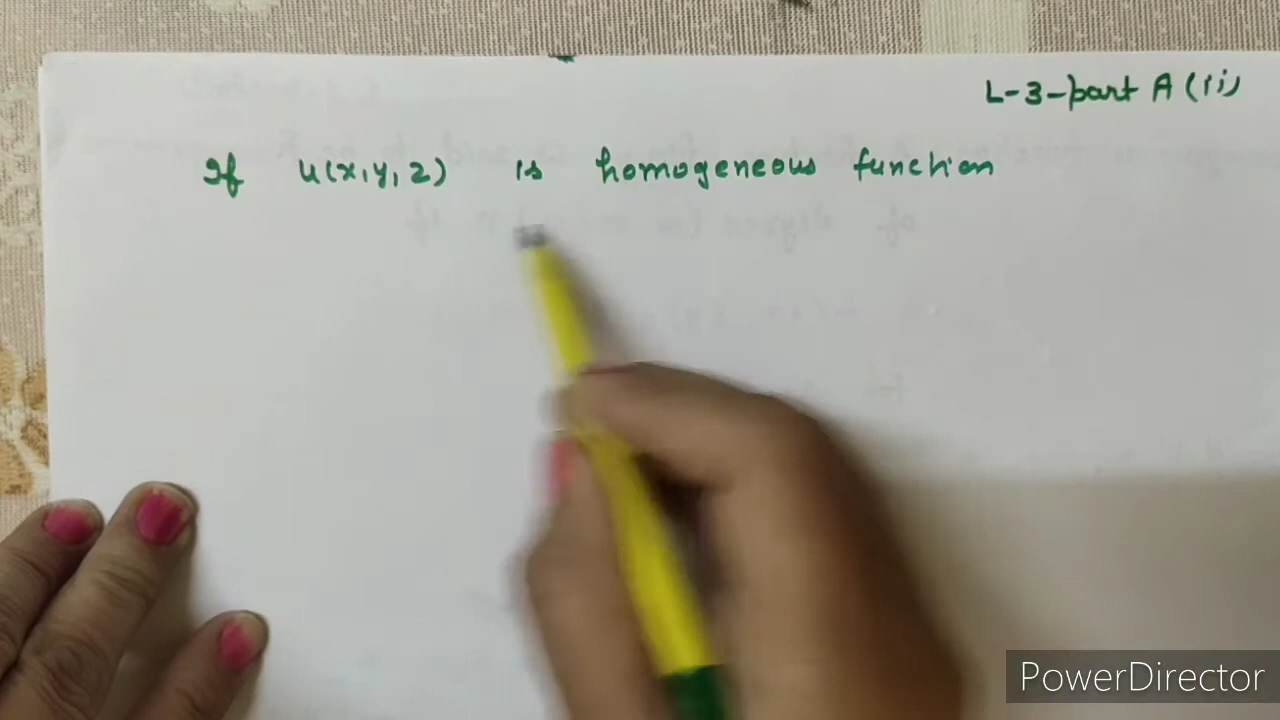 L-3-part A (ii)
If u(x,y,z) is homogeneous function
PowerDirector